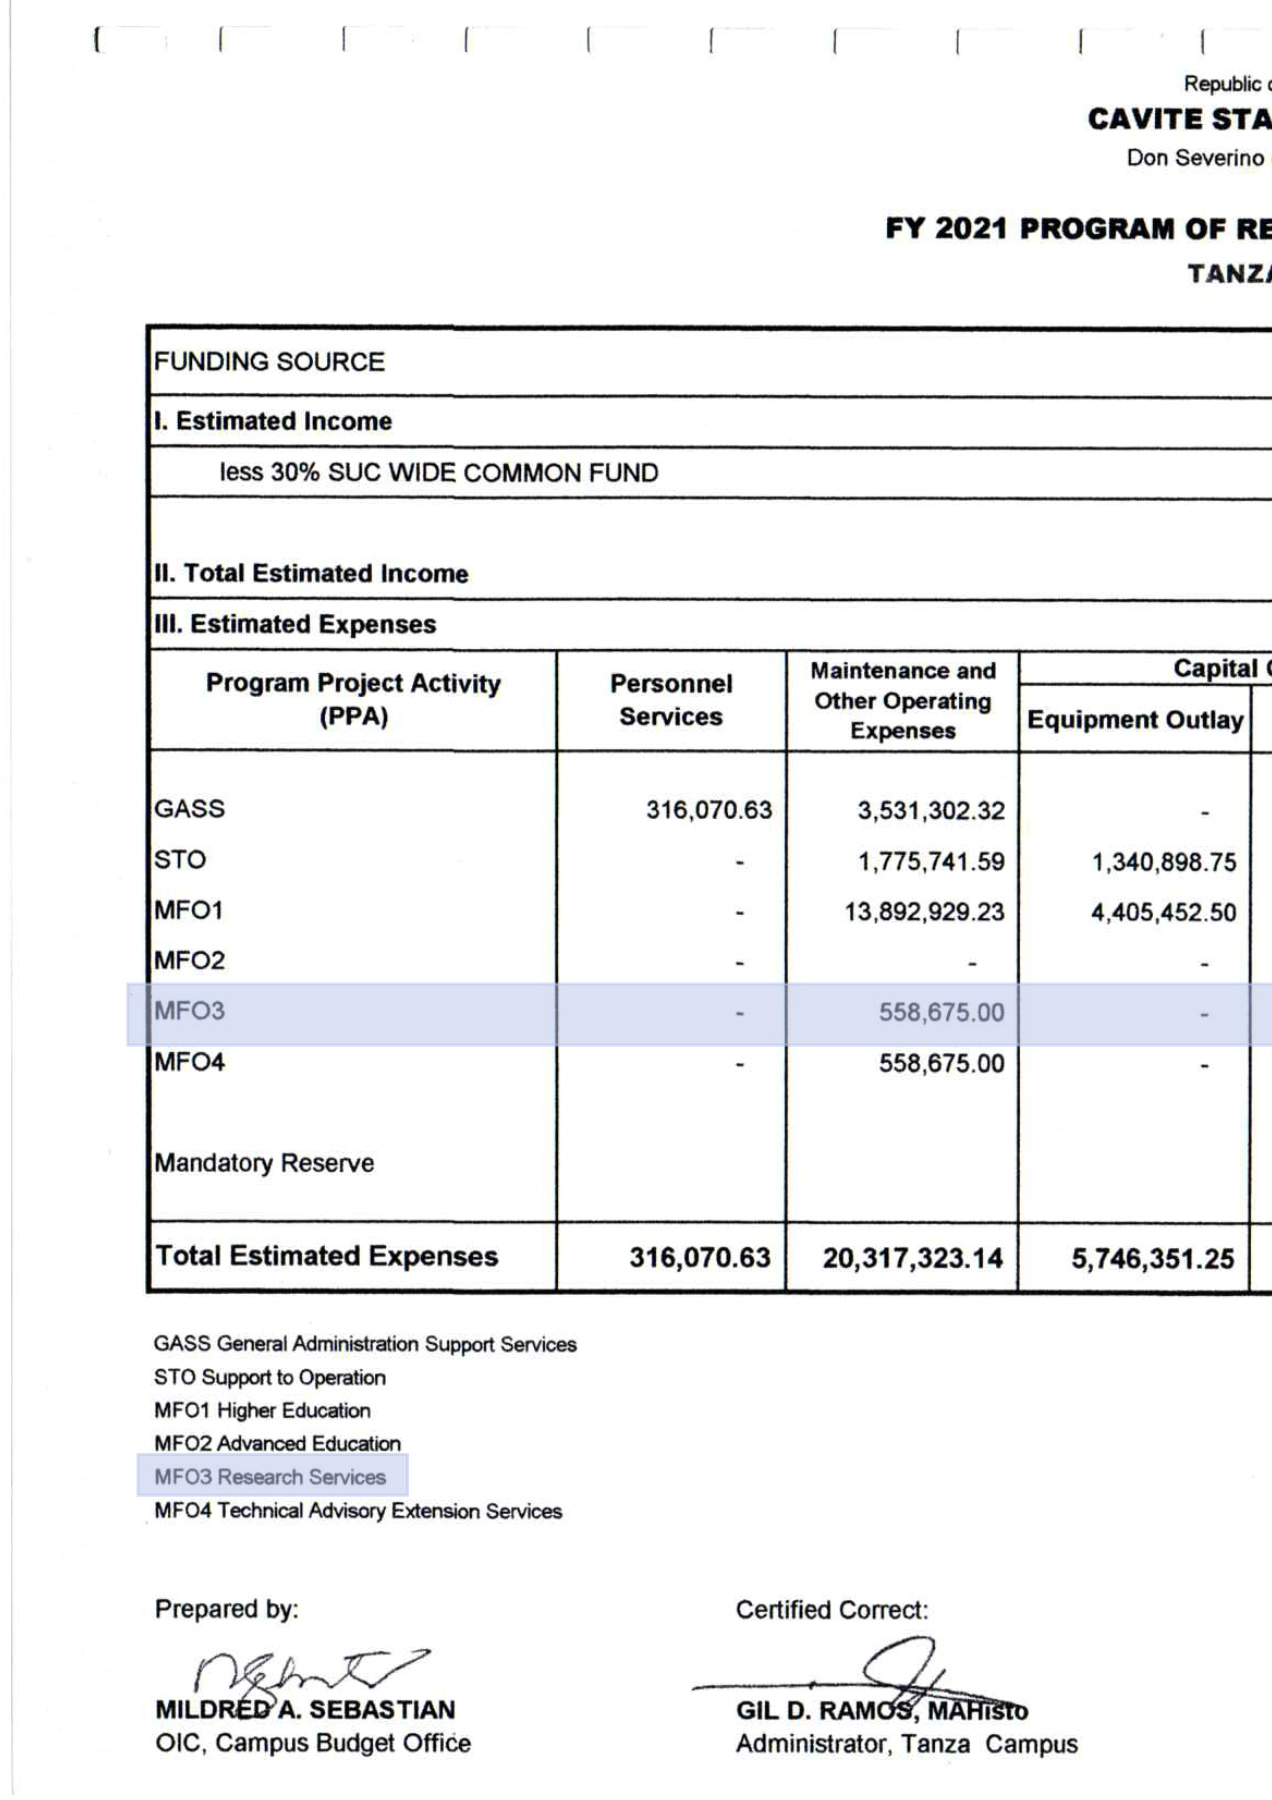 Republic
CAVITE STA
Don Severino
FY 2021 PROGRAM OF RE
TANZA
FUNDING SOURCE
I. Estimated Income
less 30% SUC WIDE COMMON FUND
II. Total Estimated Income
III. Estimated Expenses
Program Project Activity (PPA) Personnel Services Maintenance and Other Operating Expenses Capital
Equipment Outlay
GASS 316,070.63 3,531,302.32 -
STO - 1,775,741.59 1,340,898.75
MFO1 - 13,892,929.23 4,405,452.50
MFO2 - - -
MFO3 - 558,675.00 -
MFO4 - 558,675.00 -
Mandatory Reserve
Total Estimated Expenses 316,070.63 20,317,323.14 5,746,351.25
GASS General Administration Support Services
STO Support to Operation
MFO1 Higher Education
MFO2 Advanced Education
MFO3 Research Services
MFO4 Technical Advisory Extension Services
Prepared by: Certified Correct:
MILDRED A. SEBASTIAN GIL D. RAMOS, MAHisto
OIC, Campus Budget Office Administrator, Tanza Campus